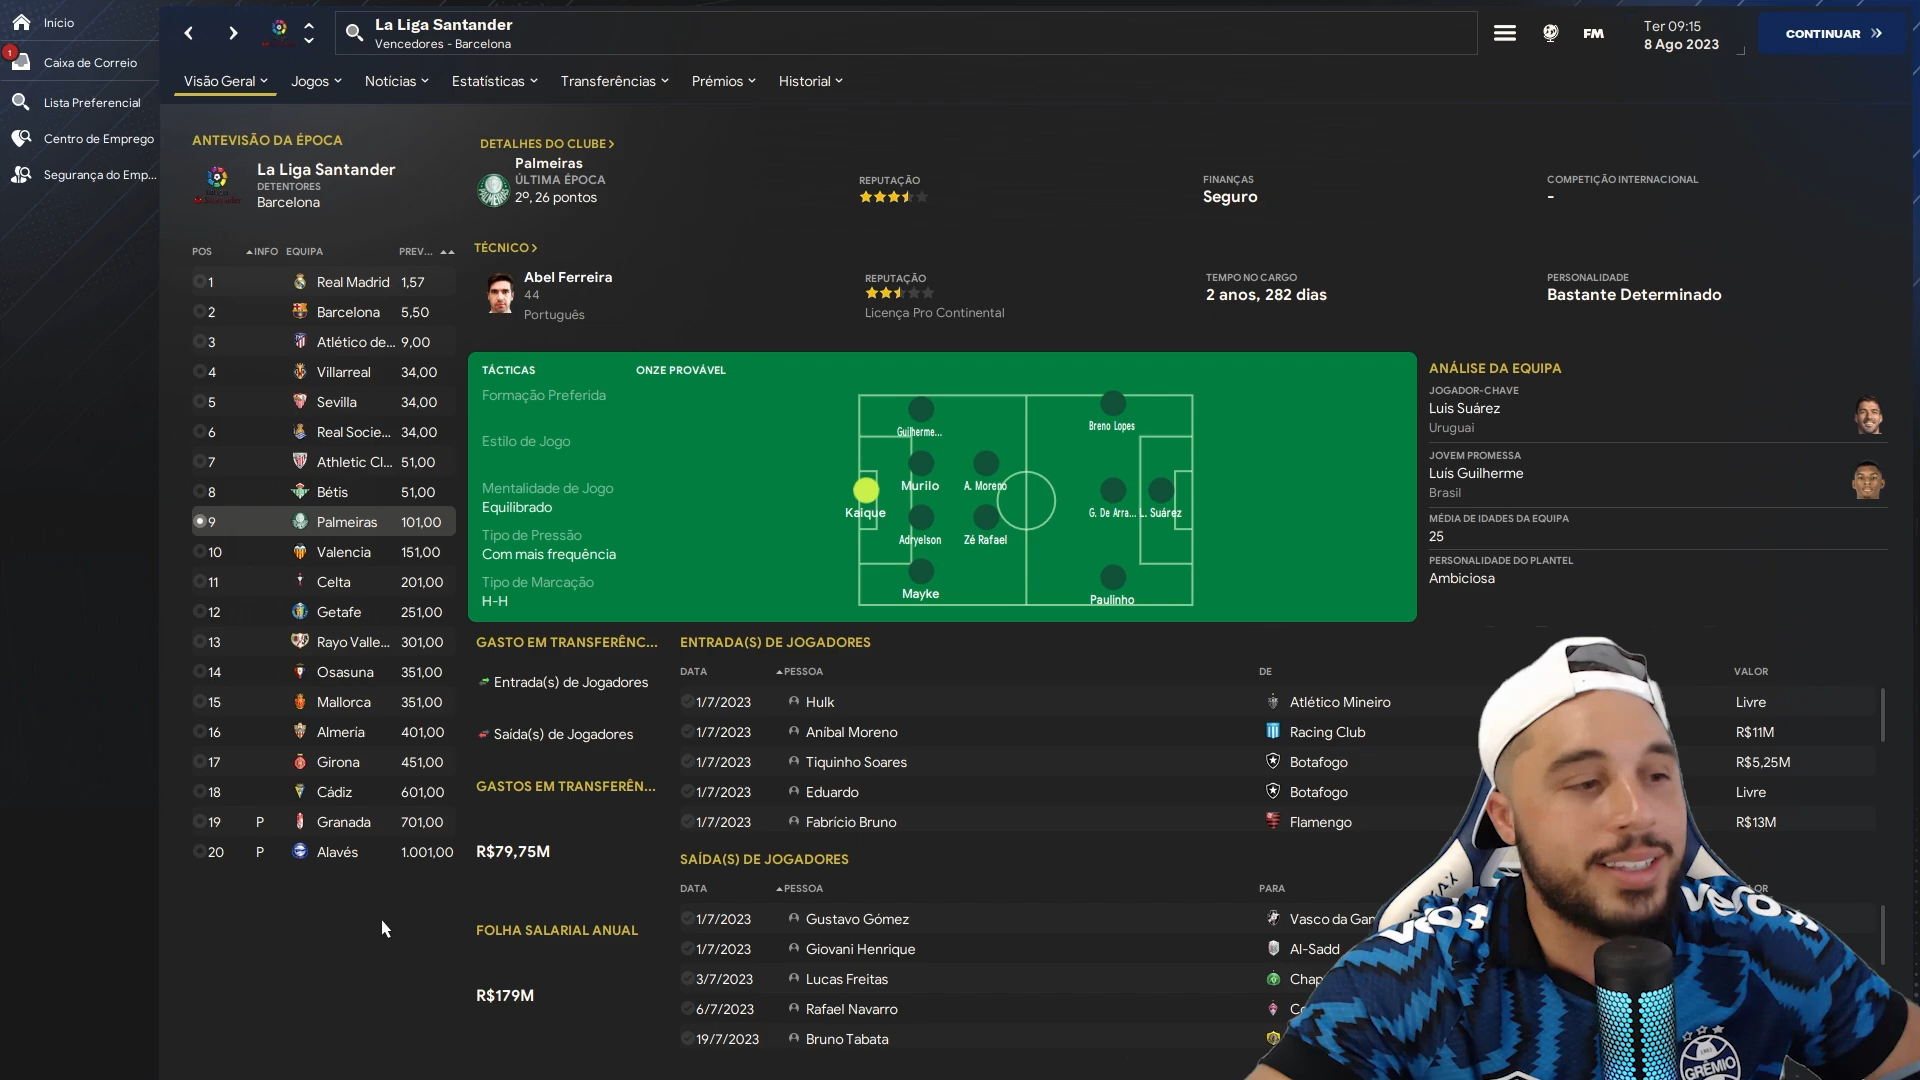 Início
1
Caixa de Correio
Lista Preferencial
Centro de Emprego
Segurança do Emp...
La Liga Santander
Vencedores - Barcelona
FM
Ter 09:15
8 Ago 2023
CONTINUAR
Visão Geral
Jogos
Notícias
Estatísticas
Transferências
Prémios
Historial
ANTEVISÃO DA ÉPOCA
La Liga Santander
DETENTORES
Barcelona
POS INFO EQUIPA PREV...
1 Real Madrid 1,57
2 Barcelona 5,50
3 Atlético de... 9,00
4 Villarreal 34,00
5 Sevilla 34,00
6 Real Socie... 34,00
7 Athletic Cl... 51,00
8 Bétis 51,00
9 Palmeiras 101,00
10 Valencia 151,00
11 Celta 201,00
12 Getafe 251,00
13 Rayo Valle... 301,00
14 Osasuna 351,00
15 Mallorca 351,00
16 Almería 401,00
17 Girona 451,00
18 Cádiz 601,00
19 P Granada 701,00
20 P Alavés 1.001,00
DETALHES DO CLUBE >
Palmeiras
ÚLTIMA ÉPOCA
2º, 26 pontos
REPUTAÇÃO
FINANÇAS
Seguro
COMPETIÇÃO INTERNACIONAL
-
TÉCNICO >
Abel Ferreira
44
Português
REPUTAÇÃO
Licença Pro Continental
TEMPO NO CARGO
2 anos, 282 dias
PERSONALIDADE
Bastante Determinado
TÁCTICAS
Formação Preferida
Estilo de Jogo
Mentalidade de Jogo
Equilibrado
Tipo de Pressão
Com mais frequência
Tipo de Marcação
H-H
ONZE PROVÁVEL
Guilherme...
Breno Lopes
Murilo
A. Moreno
Kaique
G. De Arra...
L. Suárez
Adryelson
Zé Rafael
Mayke
Paulinho
ANÁLISE DA EQUIPA
JOGADOR-CHAVE
Luis Suárez
Uruguai
JOVEM PROMESSA
Luís Guilherme
Brasil
MÉDIA DE IDADES DA EQUIPA
25
PERSONALIDADE DO PLANTEL
Ambiciosa
GASTO EM TRANSFERÊNC...
Entrada(s) de Jogadores
Saída(s) de Jogadores
GASTOS EM TRANSFERÊN...
R$79,75M
FOLHA SALARIAL ANUAL
R$179M
ENTRADA(S) DE JOGADORES
DATA PESSOA DE VALOR
1/7/2023 Hulk Atlético Mineiro Livre
1/7/2023 Aníbal Moreno Racing Club R$11M
1/7/2023 Tiquinho Soares Botafogo R$5,25M
1/7/2023 Eduardo Botafogo Livre
1/7/2023 Fabrício Bruno Flamengo R$13M
SAÍDA(S) DE JOGADORES
DATA PESSOA PARA
1/7/2023 Gustavo Gómez Vasco da Gam
1/7/2023 Giovani Henrique Al-Sadd
3/7/2023 Lucas Freitas Chap
6/7/2023 Rafael Navarro
19/7/2023 Bruno Tabata
GRÊMIO